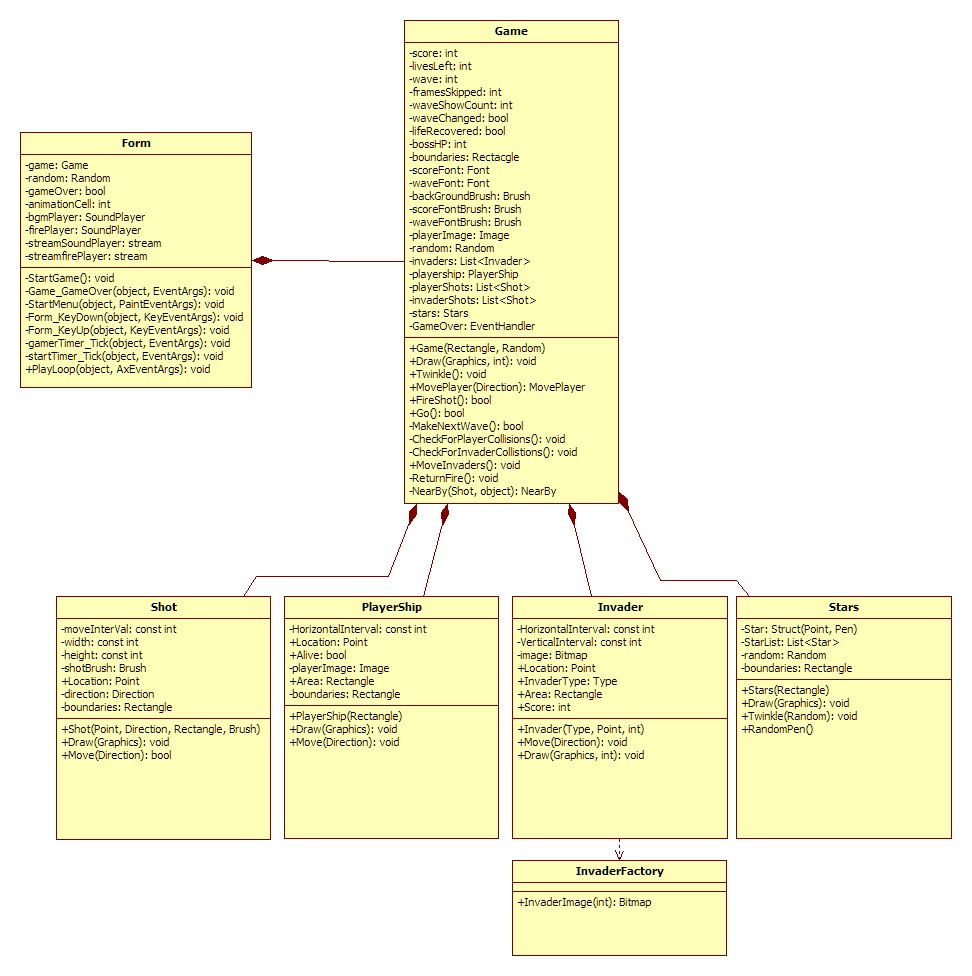 Game
-score: int
-livesLeft: int
-wave: int
-framesSkipped: int
-waveShowCount: int
-waveChanged: bool
-lifeRecovered: bool
-bossHP: int
-boundaries: Rectacgle
-scoreFont: Font
-waveFont: Font
-backGroundBrush: Brush
-scoreFontBrush: Brush
-waveFontBrush: Brush
-playerImage: Image
-random: Random
-invaders: List<Invader>
-playership: PlayerShip
-playerShots: List<Shot>
-invaderShots: List<Shot>
-stars: Stars
-GameOver: EventHandler
+Game(Rectangle, Random)
+Draw(Graphics, int): void
+Twinkle(): void
+MovePlayer(Direction): MovePlayer
+FireShot(): bool
+Go(): bool
-MakeNextWave(): bool
-CheckForPlayerCollisions(): void
-CheckForInvaderCollistions(): void
+MoveInvaders(): void
-ReturnFire(): void
-NearBy(Shot, object): NearBy
Form
-game: Game
-random: Random
-gameOver: bool
-animationCell: int
-bgmPlayer: SoundPlayer
-firePlayer: SoundPlayer
-streamSoundPlayer: stream
-streamfirePlayer: stream
-StartGame(): void
-Game_GameOver(object, EventArgs): void
-StartMenu(object, PaintEventArgs): void
-Form_KeyDown(object, KeyEventArgs): void
-Form_KeyUp(object, KeyEventArgs): void
-gamerTimer_Tick(object, EventArgs): void
-startTimer_Tick(object, EventArgs): void
+PlayLoop(object, AxEventArgs): void
Shot
-moveInterVal: const int
-width: const int
-height: const int
-shotBrush: Brush
+Location: Point
-direction: Direction
-boundaries: Rectangle
+Shot(Point, Direction, Rectangle, Brush)
+Draw(Graphics): void
+Move(Direction): bool
PlayerShip
-HorizontalInterval: const int
+Location: Point
+Alive: bool
-playerImage: Image
+Area: Rectangle
-boundaries: Rectangle
+PlayerShip(Rectangle)
+Draw(Graphics): void
+Move(Direction): void
Invader
-HorizontalInterval: const int
-VerticalInterval: const int
-image: Bitmap
+Location: Point
+InvaderType: Type
+Area: Rectangle
+Score: int
+Invader(Type, Point, int)
+Move(Direction): void
+Draw(Graphics, int): void
Stars
-Star: Struct(Point, Pen)
-StarList: List<Star>
-random: Random
-boundaries: Rectangle
+Stars(Rectangle)
+Draw(Graphics): void
+Twinkle(Random): void
+RandomPen()
InvaderFactory
+InvaderImage(int): Bitmap